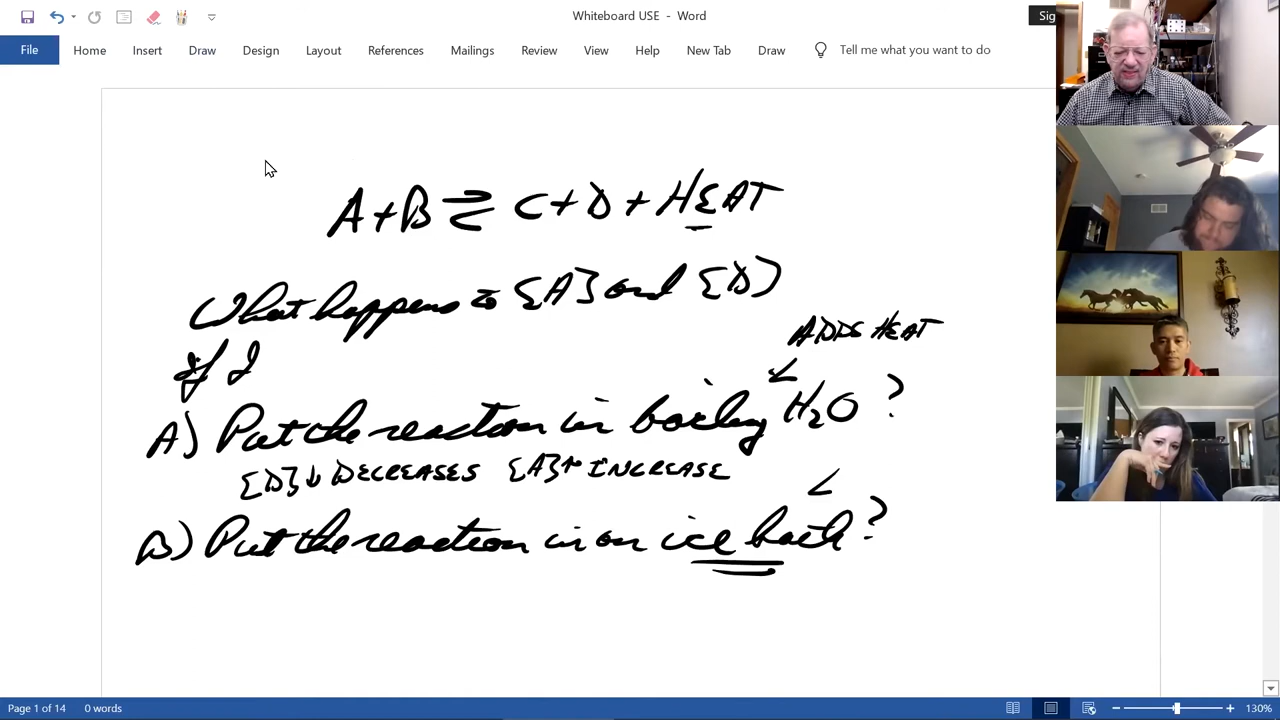 Whiteboard USE - Word
Sig
File Home Insert Draw Design Layout References Mailings Review View Help New Tab Draw Tell me what you want to do
A+B ⇌ C+D+HEAT
What happens to [A] and [D]
if I
ADDS HEAT
A) Put the reaction in boiling H2O ?
[D]↓ DECREASES [A]↑ INCREASE
B) Put the reaction in an ice bath ?
Page 1 of 14 0 words 130%